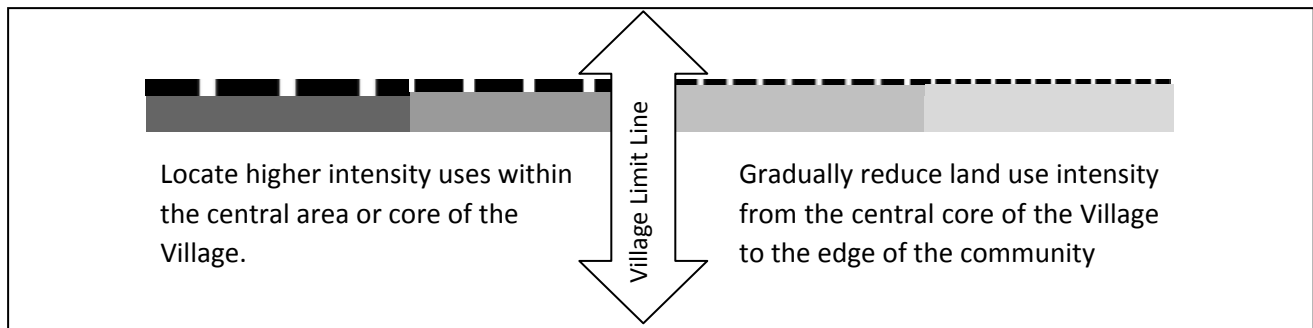 Locate higher intensity uses within
the central area or core of the
Village.
Village Limit Line
Gradually reduce land use intensity
from the central core of the Village
to the edge of the community